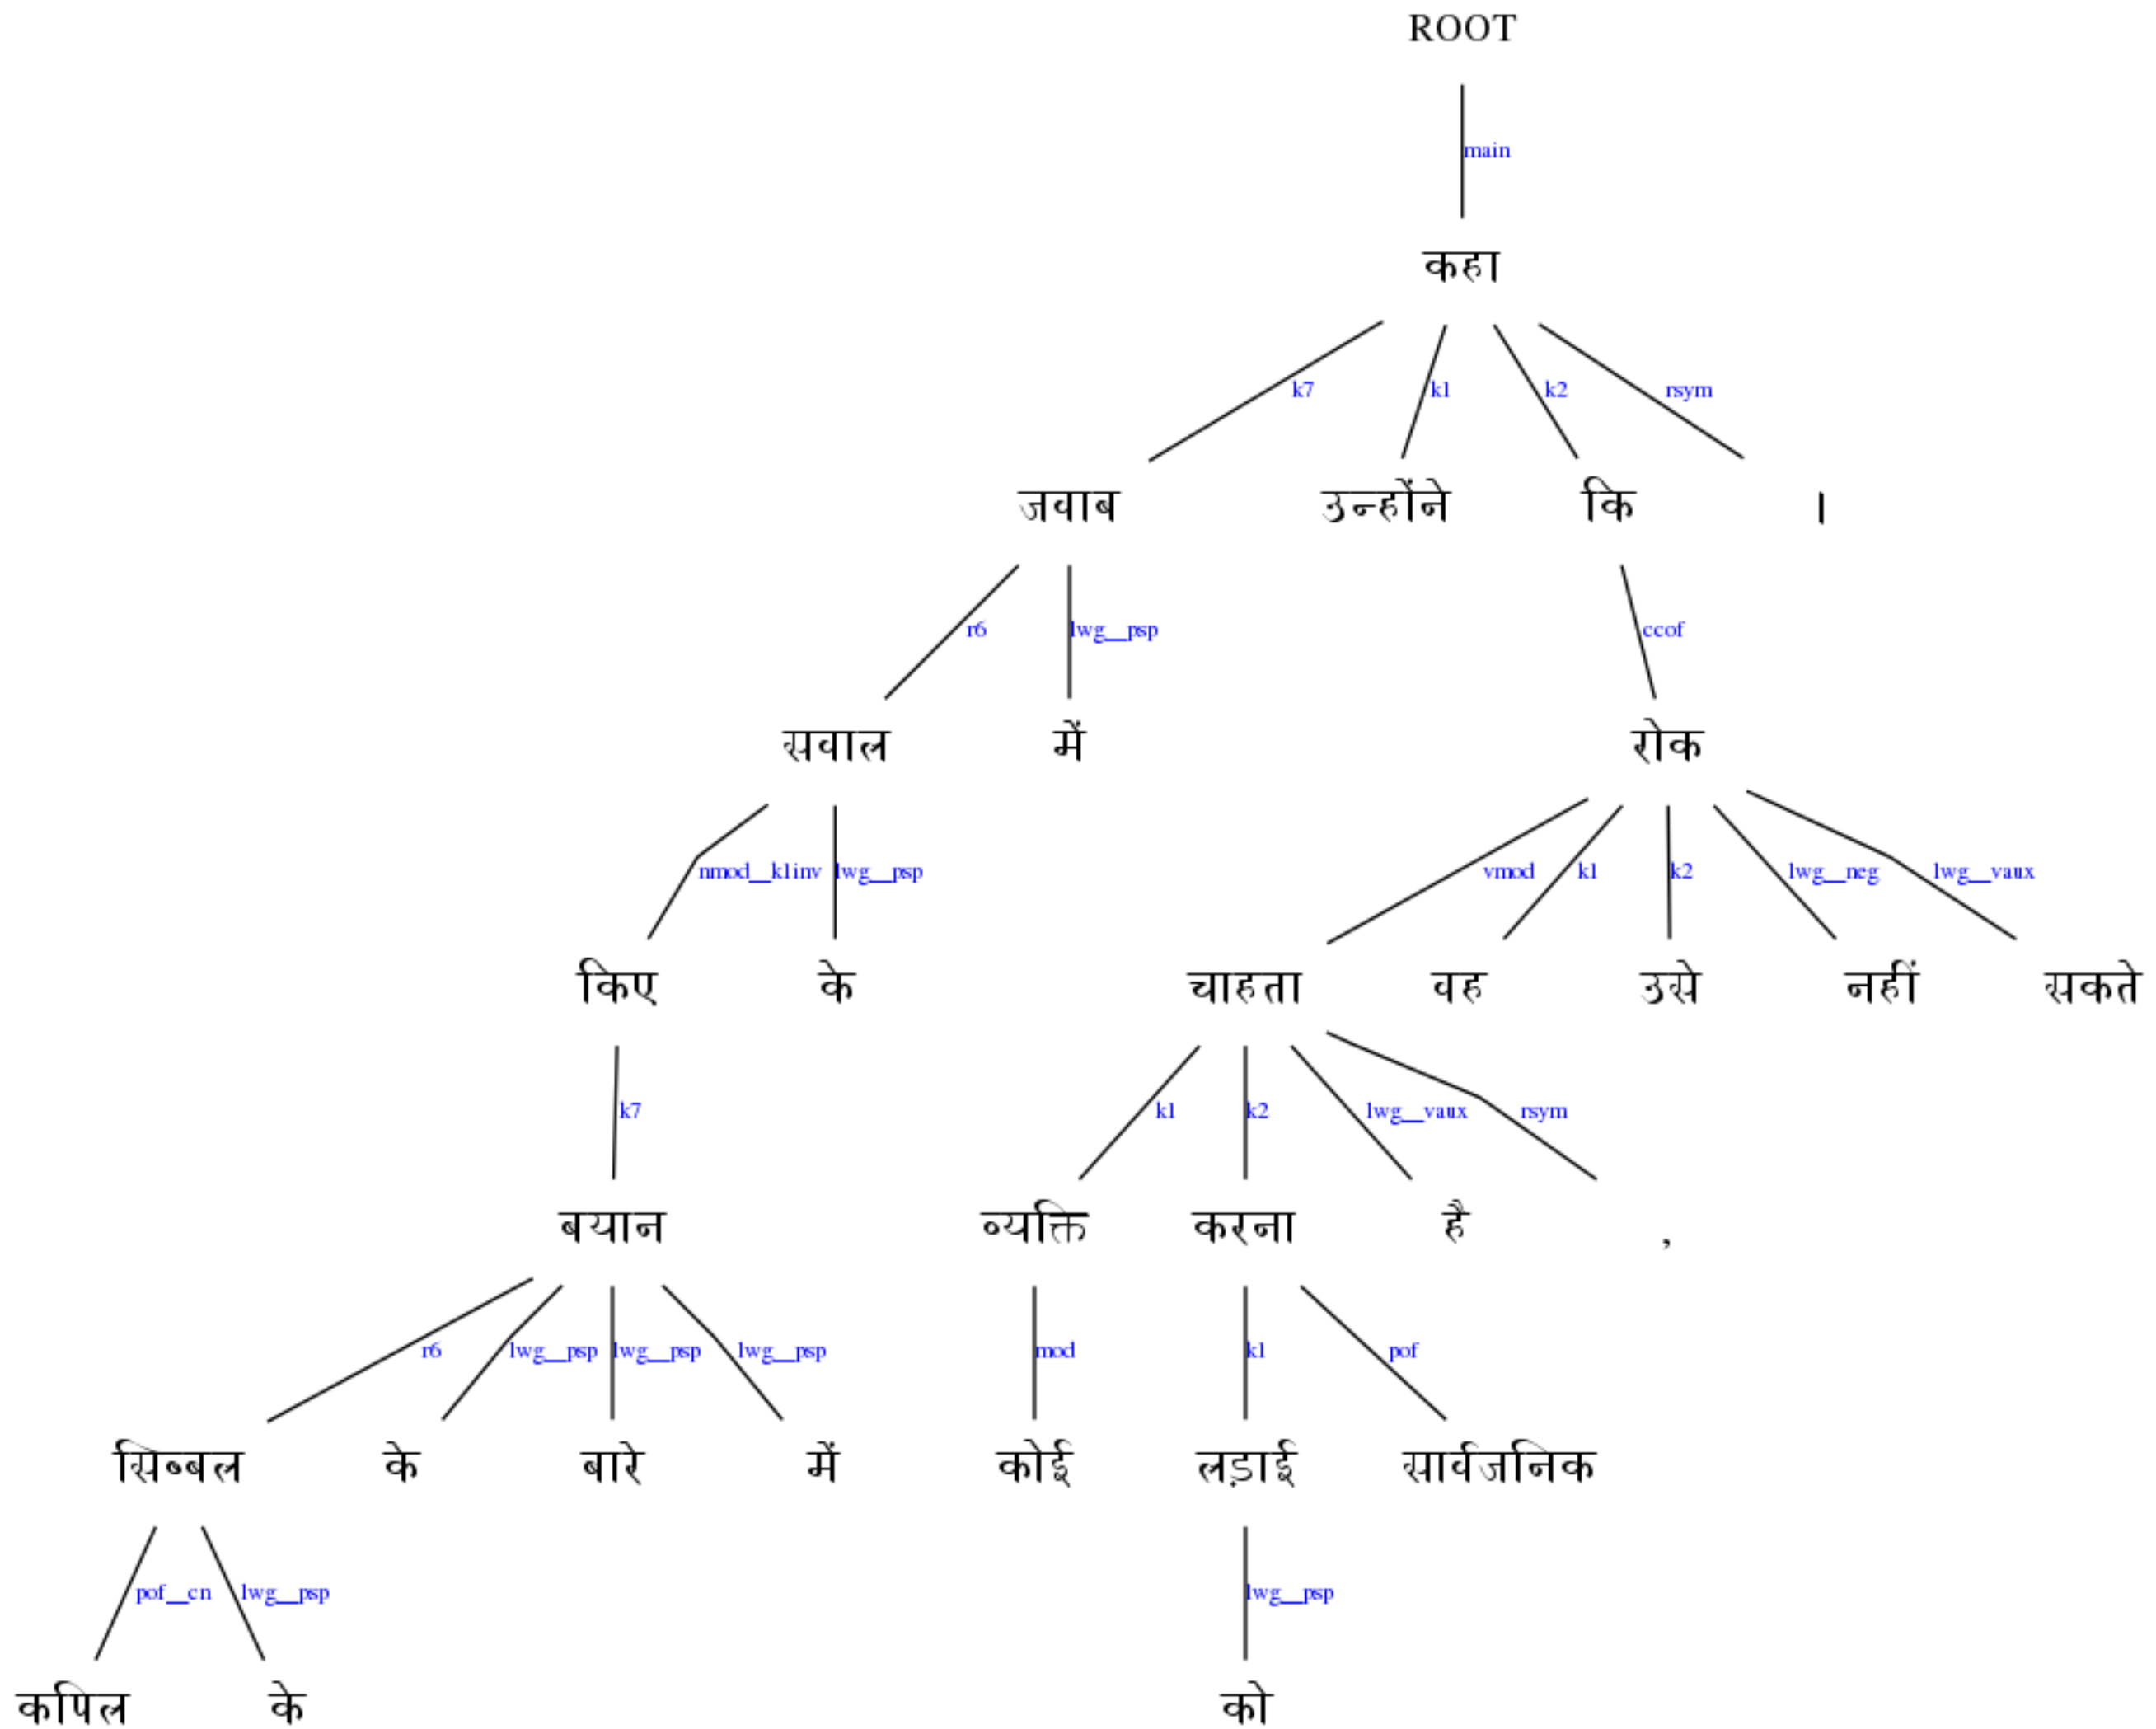 ROOT
main
कहा
k7 k1 k2 rsym
जवाब उन्होंने कि ।
r6 lwg__psp ccof
सवाल में रोक
nmod__k1inv lwg__psp vmod k1 k2 lwg__neg lwg__vaux
किए के चाहता वह उसे नहीं सकते
k7 k1 k2 lwg__vaux rsym
बयान व्यक्ति करना है ,
r6 lwg__psp lwg__psp lwg__psp mod k1 pof
सिब्बल के बारे में कोई लड़ाई सार्वजनिक
pof__cn lwg__psp lwg__psp
कपिल के को